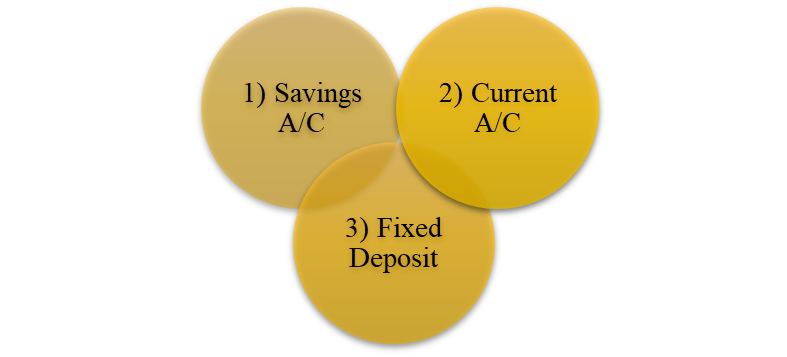 1) Savings
A/C
2) Current
A/C
3) Fixed
Deposit